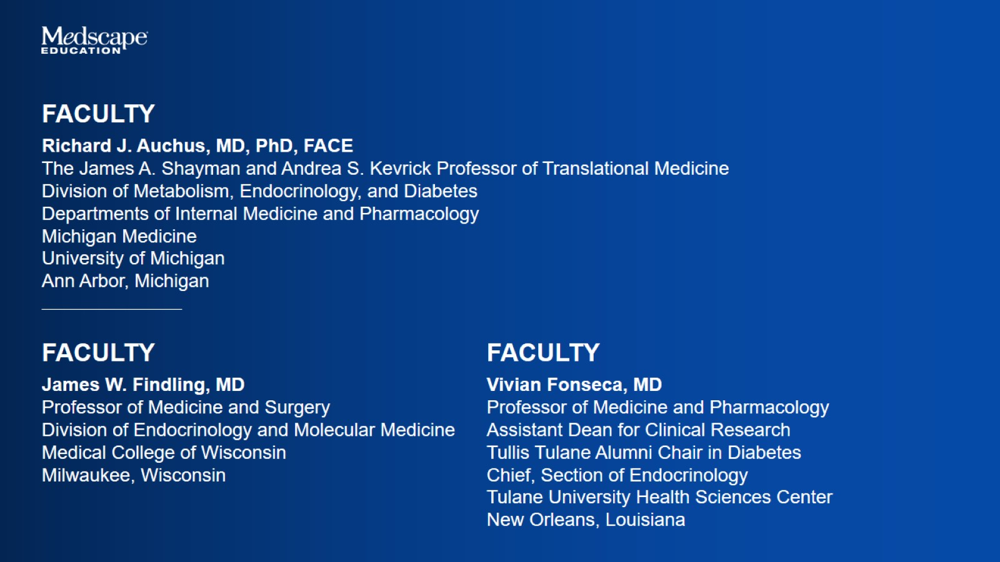 Medscape
EDUCATION
FACULTY
Richard J. Auchus, MD, PhD, FACE
The James A. Shayman and Andrea S. Kevrick Professor of Translational Medicine
Division of Metabolism, Endocrinology, and Diabetes
Departments of Internal Medicine and Pharmacology
Michigan Medicine
University of Michigan
Ann Arbor, Michigan
FACULTY
James W. Findling, MD
Professor of Medicine and Surgery
Division of Endocrinology and Molecular Medicine
Medical College of Wisconsin
Milwaukee, Wisconsin
FACULTY
Vivian Fonseca, MD
Professor of Medicine and Pharmacology
Assistant Dean for Clinical Research
Tullis Tulane Alumni Chair in Diabetes
Chief, Section of Endocrinology
Tulane University Health Sciences Center
New Orleans, Louisiana